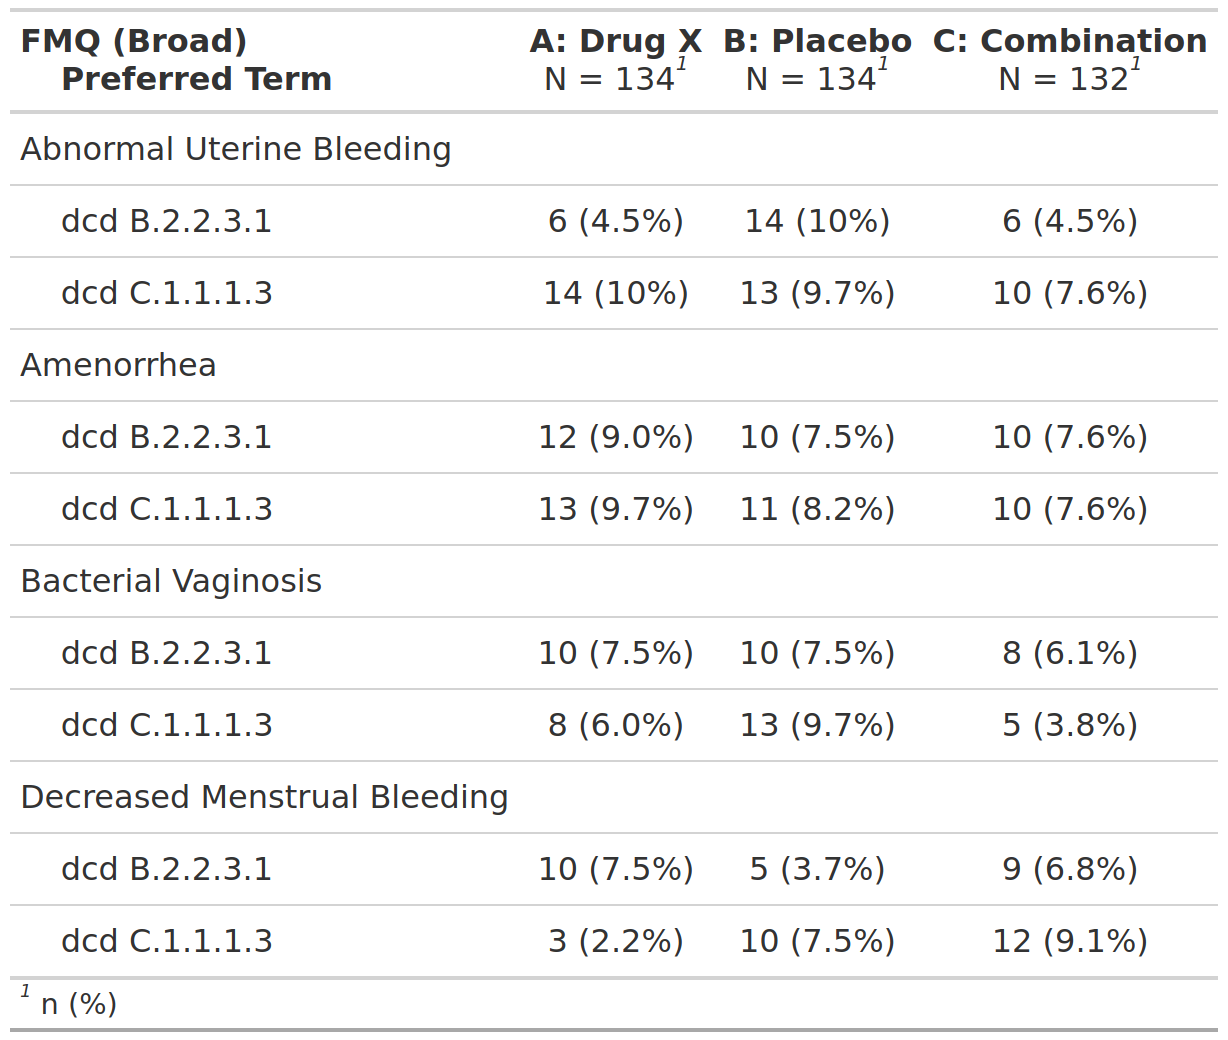 FMQ (Broad) A: Drug X B: Placebo C: Combination
Preferred Term N = 134¹ N = 134¹ N = 132¹
Abnormal Uterine Bleeding
dcd B.2.2.3.1 6 (4.5%) 14 (10%) 6 (4.5%)
dcd C.1.1.1.3 14 (10%) 13 (9.7%) 10 (7.6%)
Amenorrhea
dcd B.2.2.3.1 12 (9.0%) 10 (7.5%) 10 (7.6%)
dcd C.1.1.1.3 13 (9.7%) 11 (8.2%) 10 (7.6%)
Bacterial Vaginosis
dcd B.2.2.3.1 10 (7.5%) 10 (7.5%) 8 (6.1%)
dcd C.1.1.1.3 8 (6.0%) 13 (9.7%) 5 (3.8%)
Decreased Menstrual Bleeding
dcd B.2.2.3.1 10 (7.5%) 5 (3.7%) 9 (6.8%)
dcd C.1.1.1.3 3 (2.2%) 10 (7.5%) 12 (9.1%)
¹ n (%)